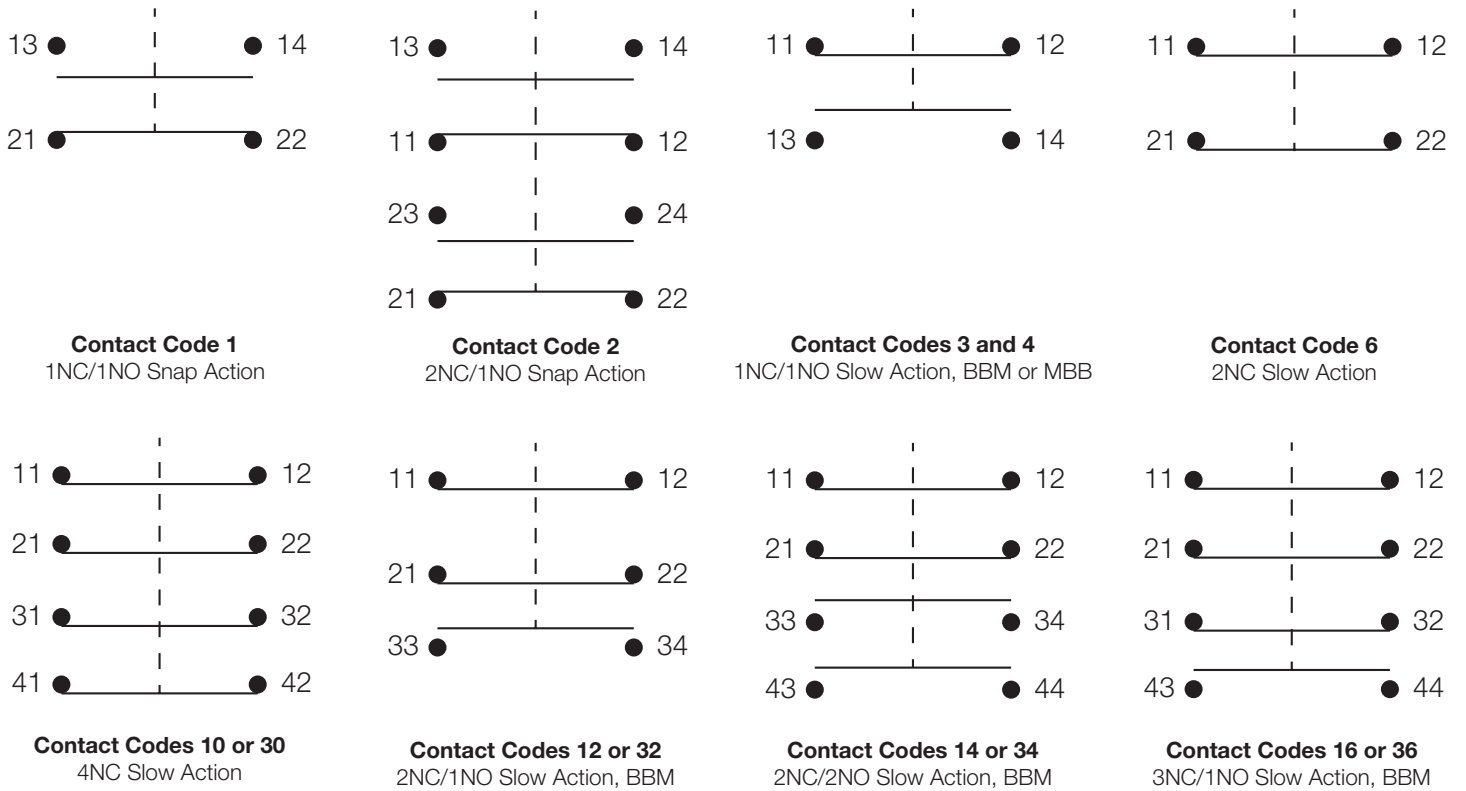 13 14
21 22
Contact Code 1
1NC/1NO Snap Action
13 14
11 12
23 24
21 22
Contact Code 2
2NC/1NO Snap Action
11 12
13 14
Contact Codes 3 and 4
1NC/1NO Slow Action, BBM or MBB
11 12
21 22
Contact Code 6
2NC Slow Action
11 12
21 22
31 32
41 42
Contact Codes 10 or 30
4NC Slow Action
11 12
21 22
33 34
Contact Codes 12 or 32
2NC/1NO Slow Action, BBM
11 12
21 22
33 34
43 44
Contact Codes 14 or 34
2NC/2NO Slow Action, BBM
11 12
21 22
31 32
43 44
Contact Codes 16 or 36
3NC/1NO Slow Action, BBM